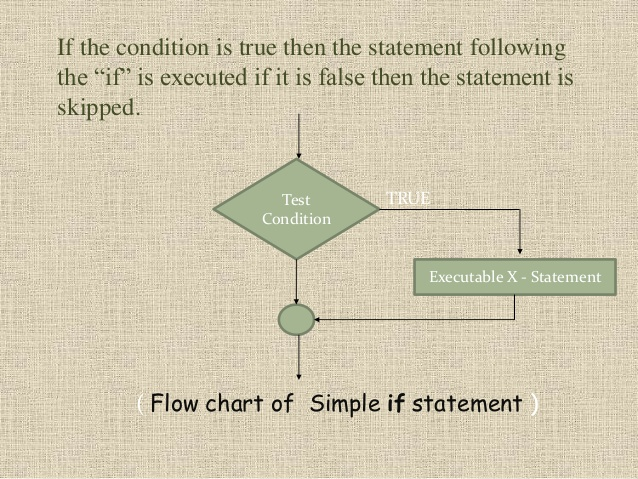 If the condition is true then the statement following
the “if” is executed if it is false then the statement is
skipped.
Test
Condition
TRUE
Executable X - Statement
( Flow chart of Simple if statement )